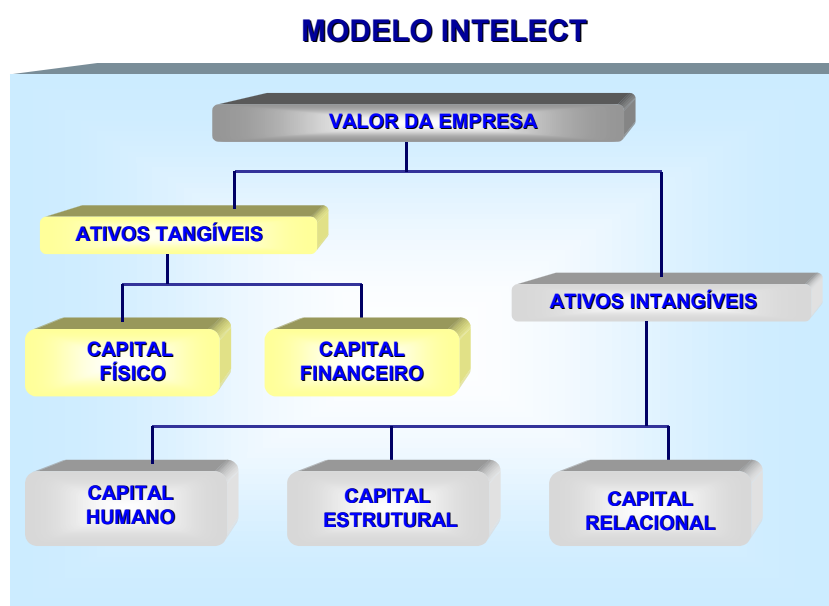 MODELO INTELECT
VALOR DA EMPRESA
ATIVOS TANGÍVEIS
ATIVOS INTANGÍVEIS
CAPITAL
FÍSICO
CAPITAL
FINANCEIRO
CAPITAL
HUMANO
CAPITAL
ESTRUTURAL
CAPITAL
RELACIONAL